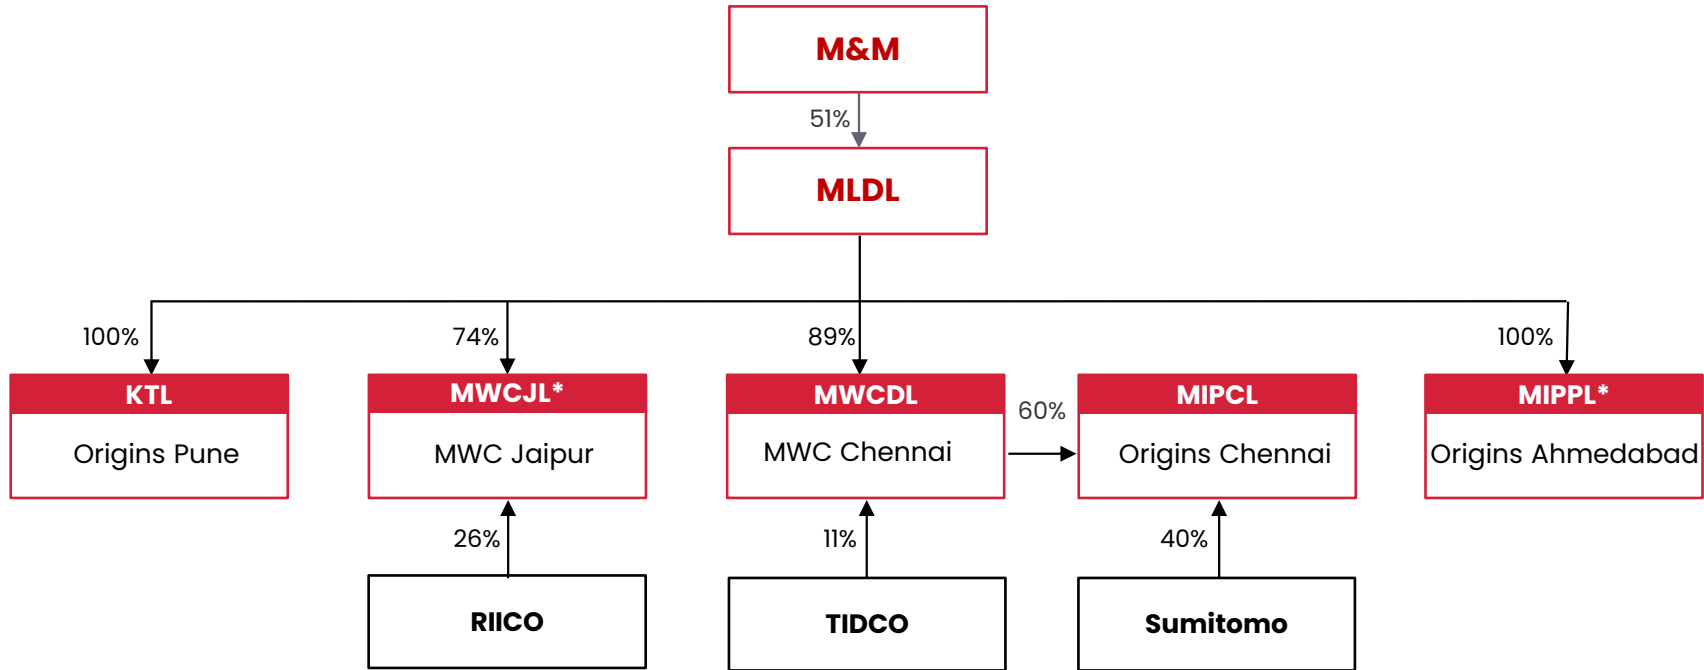 M&M
51%
MLDL
100%
74%
89%
100%
KTL
Origins Pune
MWCJL*
MWC Jaipur
MWCDL
MWC Chennai
60%
MIPCL
Origins Chennai
MIPPL*
Origins Ahmedabad
26%
11%
40%
RIICO
TIDCO
Sumitomo